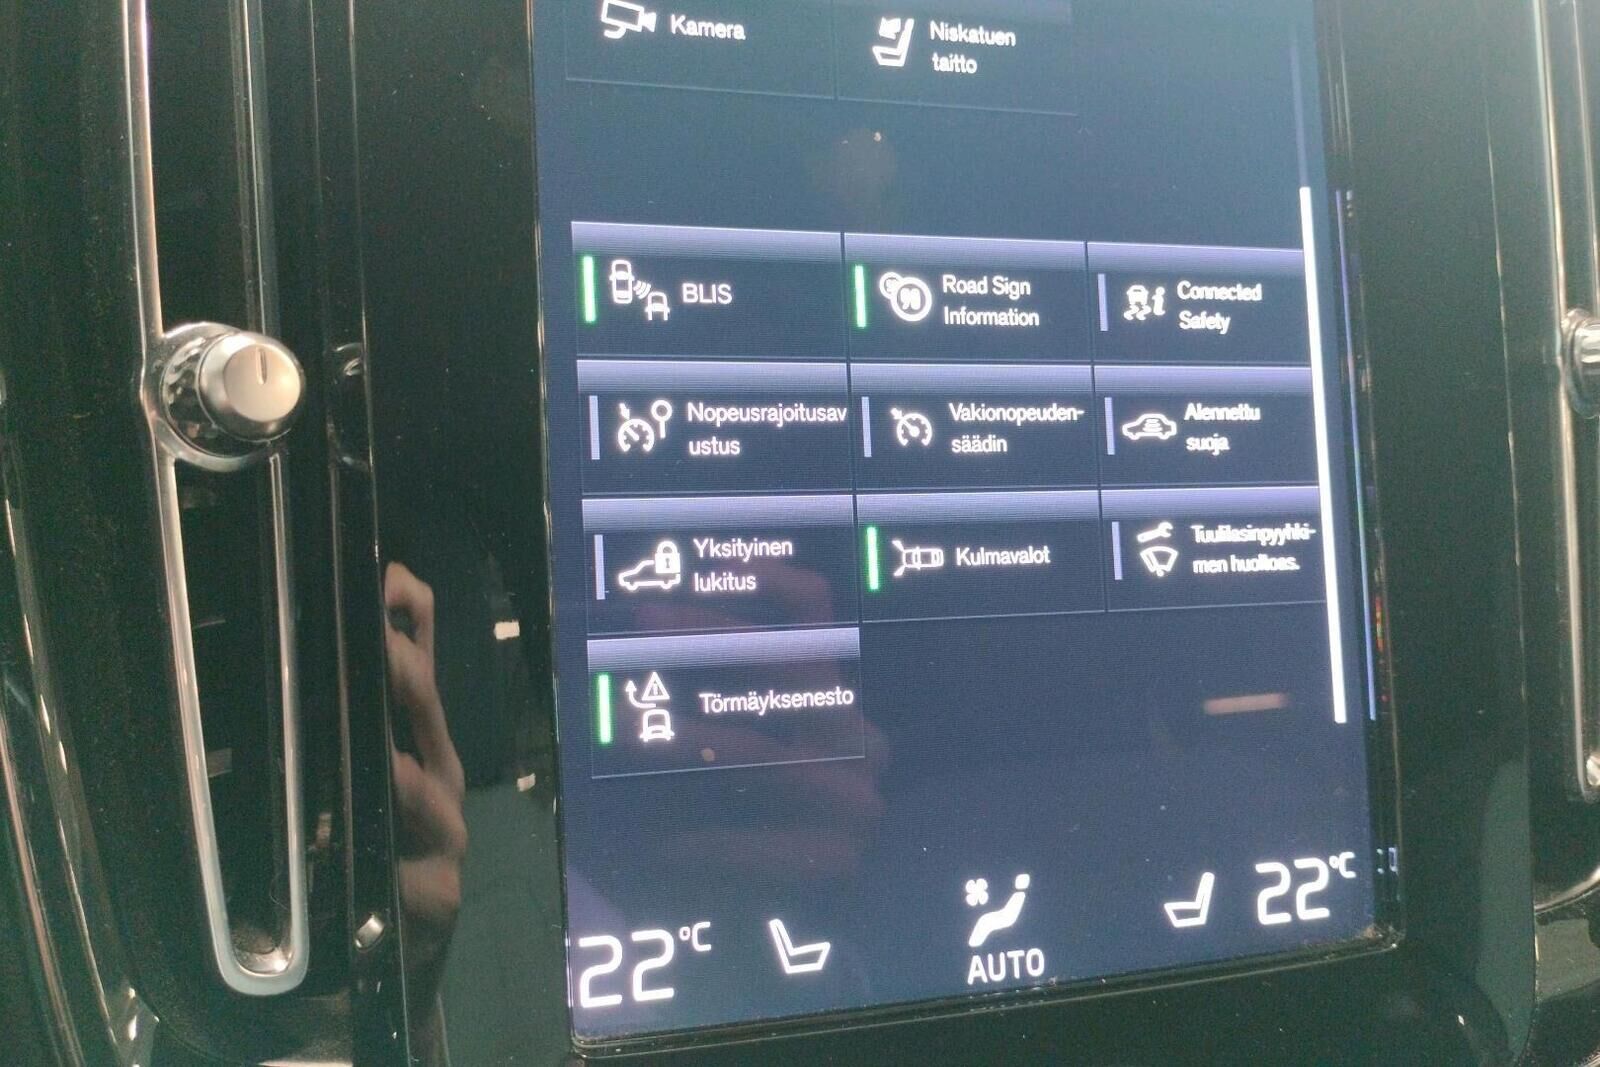 Kamera
Niskatuen
taitto
BLIS
Road Sign
Information
Connected
Safety
Nopeusrajoitusav
ustus
Vakionopeuden-
säädin
Alennettu
suoja
Yksityinen
lukitus
Kulmavalot
Tuulilasinpyyhki-
men huoltoas.
Törmäyksenesto
22°C
AUTO
22°C